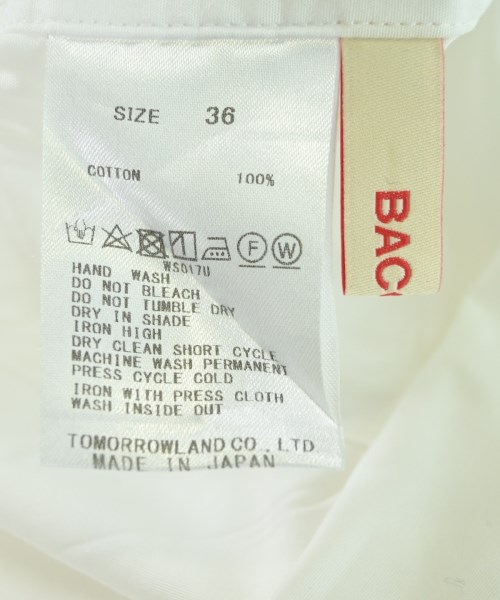 SIZE 36
COTTON 100%
F W
WS017U
HAND WASH
DO NOT BLEACH
DO NOT TUMBLE DRY
DRY IN SHADE
IRON HIGH
DRY CLEAN SHORT CYCLE
MACHINE WASH PERMANENT
PRESS CYCLE COLD
IRON WITH PRESS CLOTH
WASH INSIDE OUT
TOMORROWLAND CO., LTD
MADE IN JAPAN
BAC